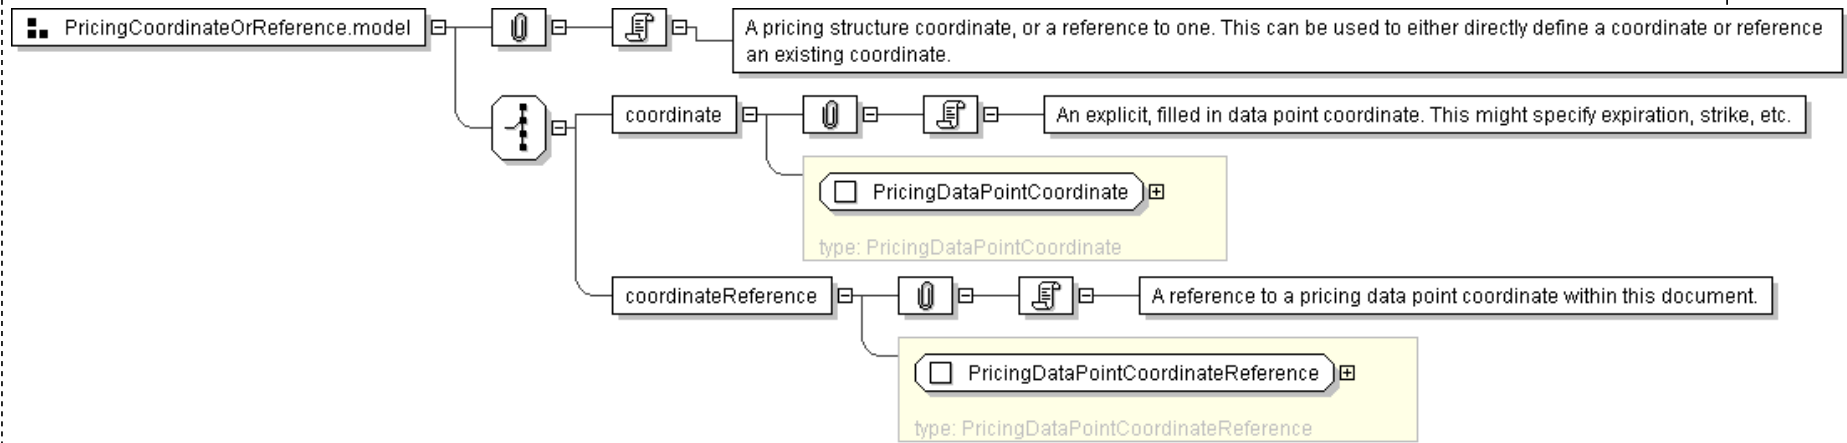 PricingCoordinateOrReference.model
A pricing structure coordinate, or a reference to one. This can be used to either directly define a coordinate or reference
an existing coordinate.
coordinate
An explicit, filled in data point coordinate. This might specify expiration, strike, etc.
PricingDataPointCoordinate
type: PricingDataPointCoordinate
coordinateReference
A reference to a pricing data point coordinate within this document.
PricingDataPointCoordinateReference
type: PricingDataPointCoordinateReference